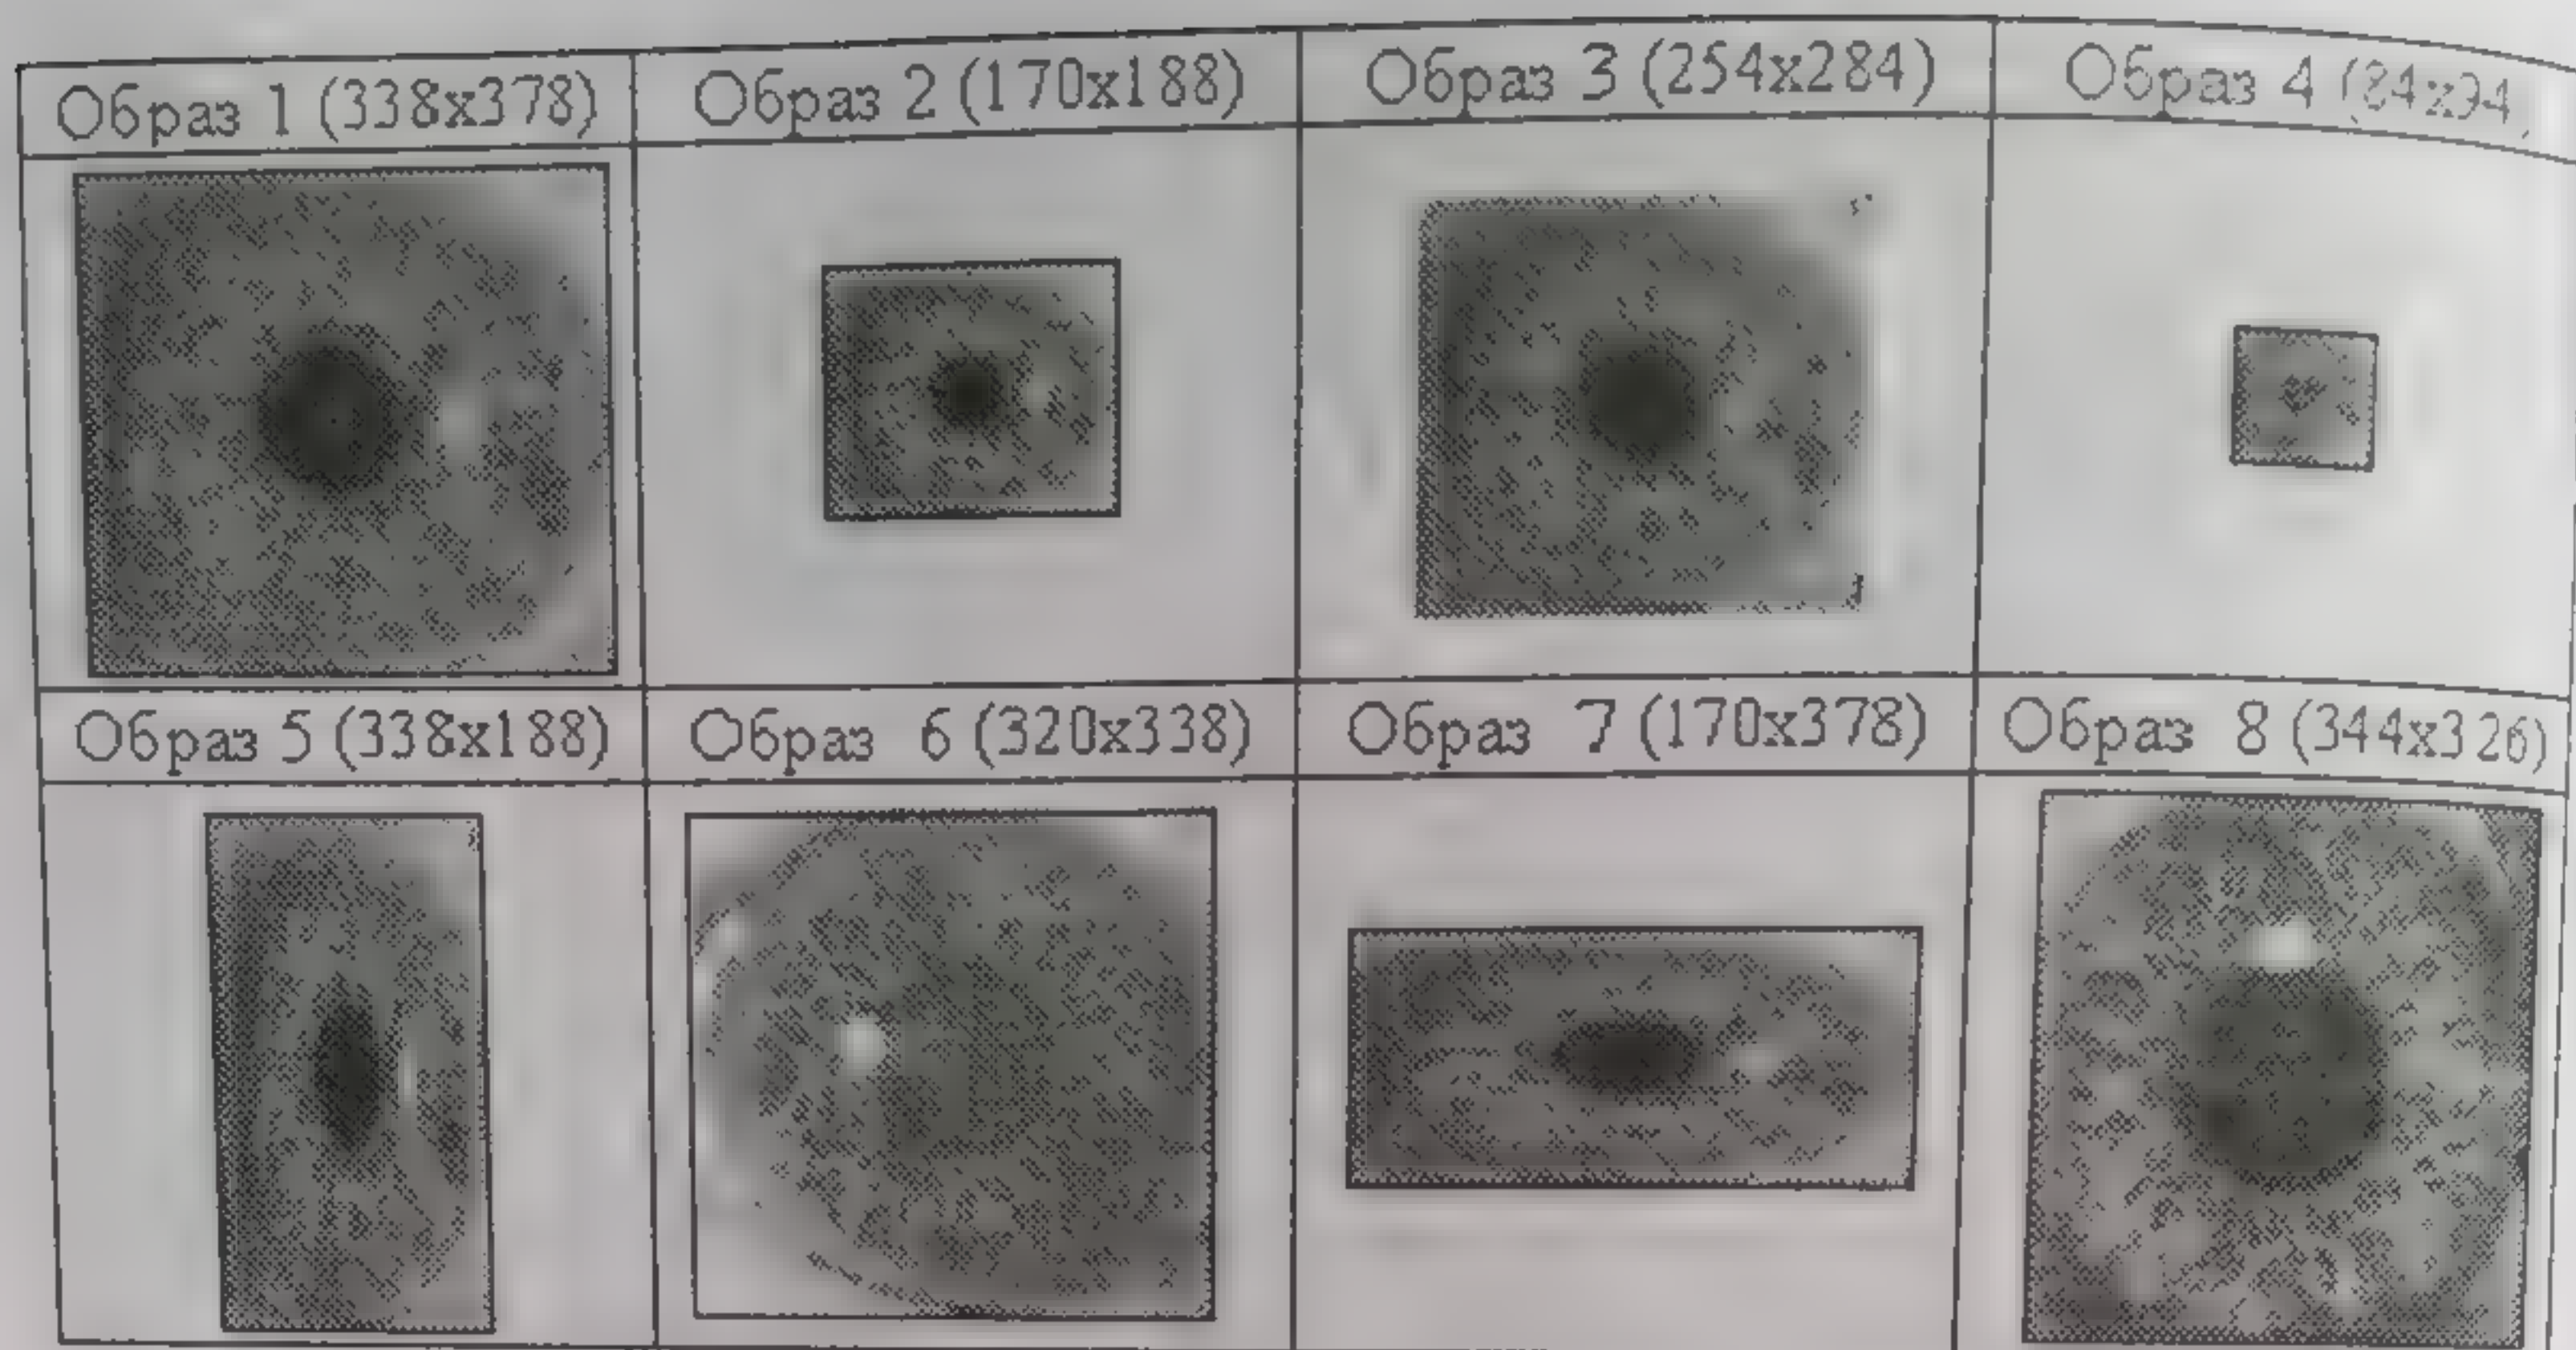 Образ 1 (338x378)
Образ 2 (170x188)
Образ 3 (254x284)
Образ 4 (84x94)
Образ 5 (338x188)
Образ 6 (320x338)
Образ 7 (170x378)
Образ 8 (344x326)